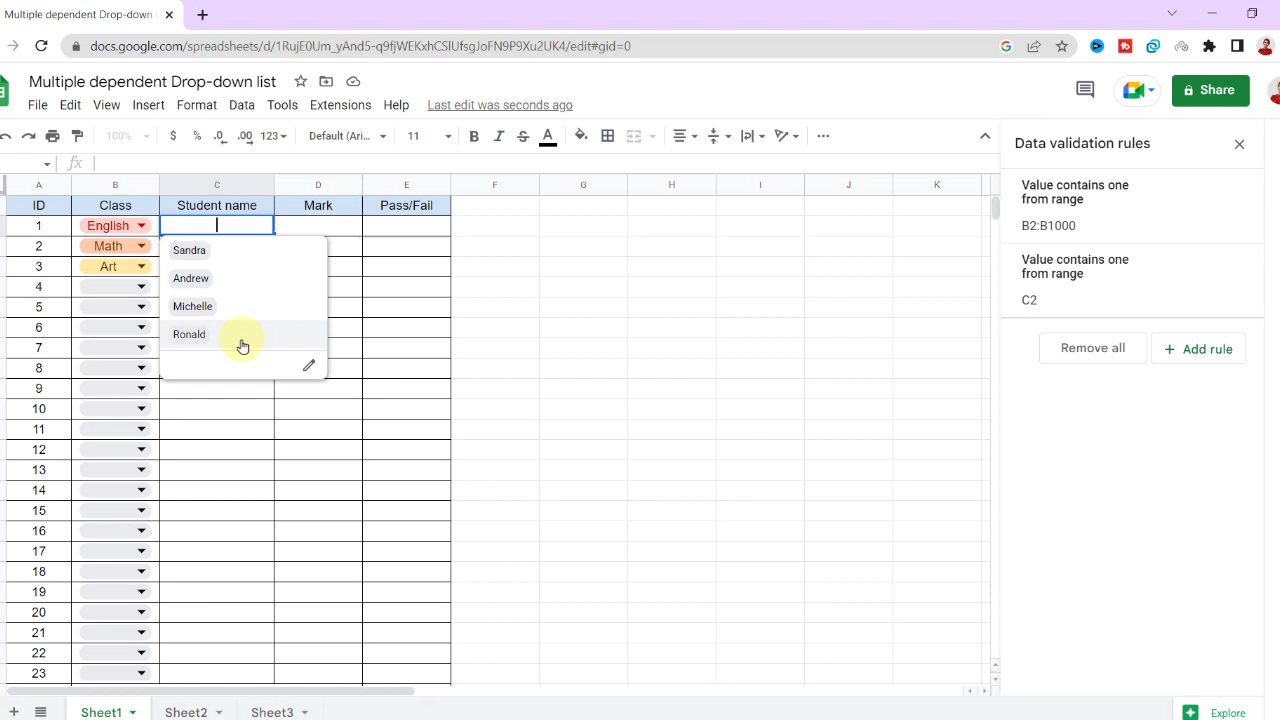 Multiple dependent Drop-down
docs.google.com/spreadsheets/d/1RujE0Um_yAnd5-q9fjWEKxhCSlUfsgJoFN9P9Xu2UK4/edit#gid=0
Multiple dependent Drop-down list
File Edit View Insert Format Data Tools Extensions Help Last edit was seconds ago
Share
100% $ % .0 .00 123 Default (Ari... 11 B I S A
fx
A B C D E F G H I J K
ID Class Student name Mark Pass/Fail
1 English
2 Math
3 Art
4
5
6
7
8
9
10
11
12
13
14
15
16
17
18
19
20
21
22
23
Sandra
Andrew
Michelle
Ronald
Data validation rules
Value contains one
from range
B2:B1000
Value contains one
from range
C2
Remove all
Add rule
Sheet1 Sheet2 Sheet3
Explore